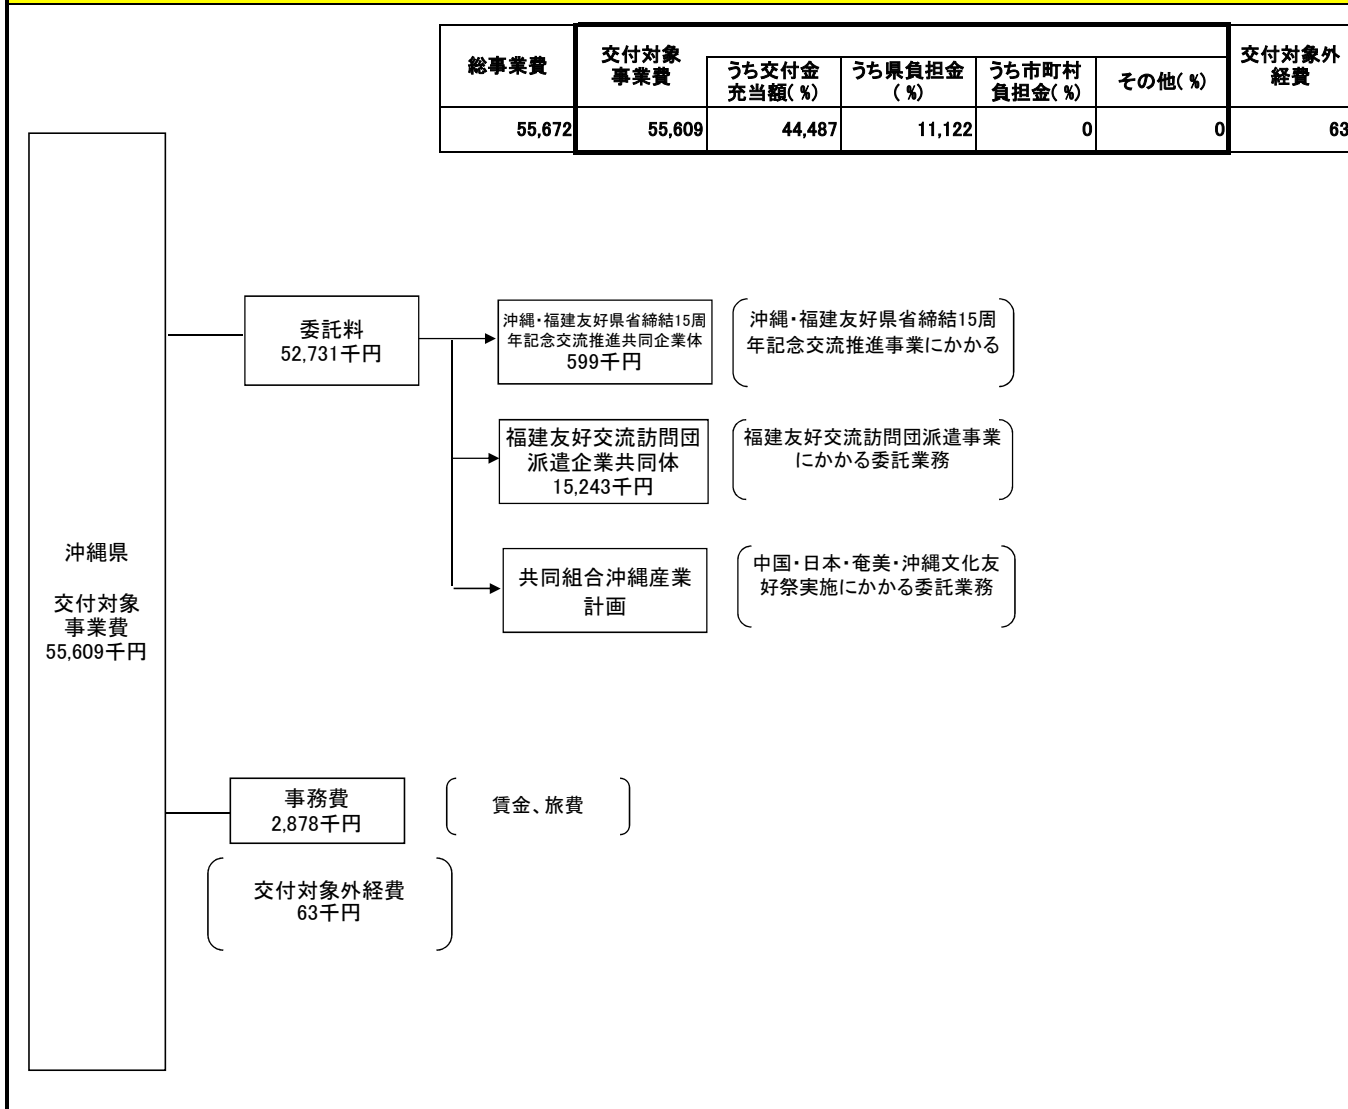 総事業費
交付対象
事業費
うち交付金
充当額(%)
うち県負担金
(%)
うち市町村
負担金(%)
その他(%)
交付対象外
経費
55,672
55,609
44,487
11,122
0
0
63
沖縄県
交付対象
事業費
55,609千円
委託料
52,731千円
沖縄・福建友好県省締結15周
年記念交流推進共同企業体
599千円
沖縄・福建友好県省締結15周
年記念交流推進事業にかかる
福建友好交流訪問団
派遣企業共同体
15,243千円
福建友好交流訪問団派遣事業
にかかる委託業務
共同組合沖縄産業
計画
中国・日本・奄美・沖縄文化友
好祭実施にかかる委託業務
事務費
2,878千円
賃金、旅費
交付対象外経費
63千円